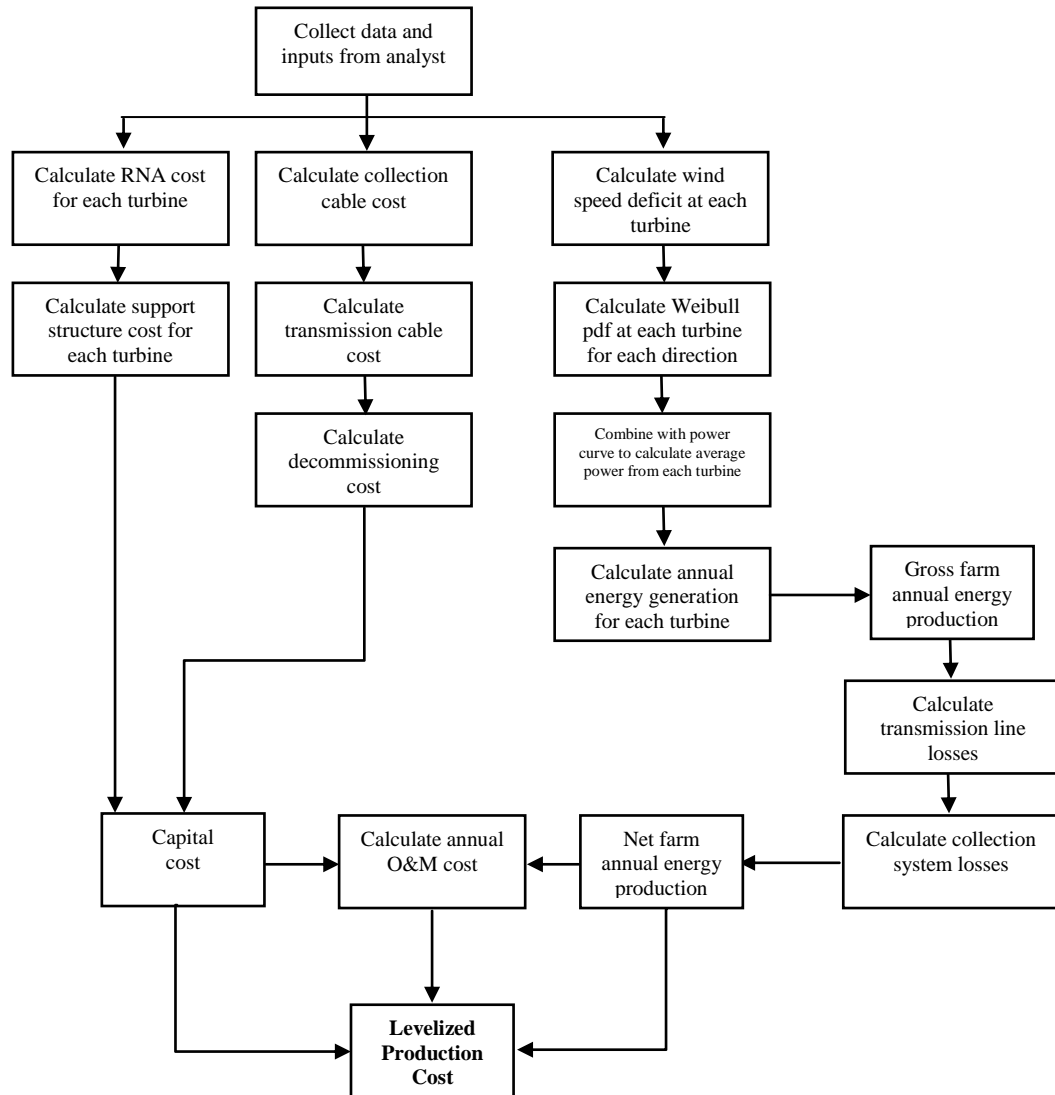 Collect data and
inputs from analyst
Calculate RNA cost
for each turbine
Calculate collection
cable cost
Calculate wind
speed deficit at each
turbine
Calculate support
structure cost for
each turbine
Calculate
transmission cable
cost
Calculate Weibull
pdf at each turbine
for each direction
Calculate
decommissioning
cost
Combine with power
curve to calculate average
power from each turbine
Calculate annual
energy generation
for each turbine
Gross farm
annual energy
production
Calculate
transmission line
losses
Capital
cost
Calculate annual
O&M cost
Net farm
annual energy
production
Calculate collection
system losses
Levelized
Production
Cost